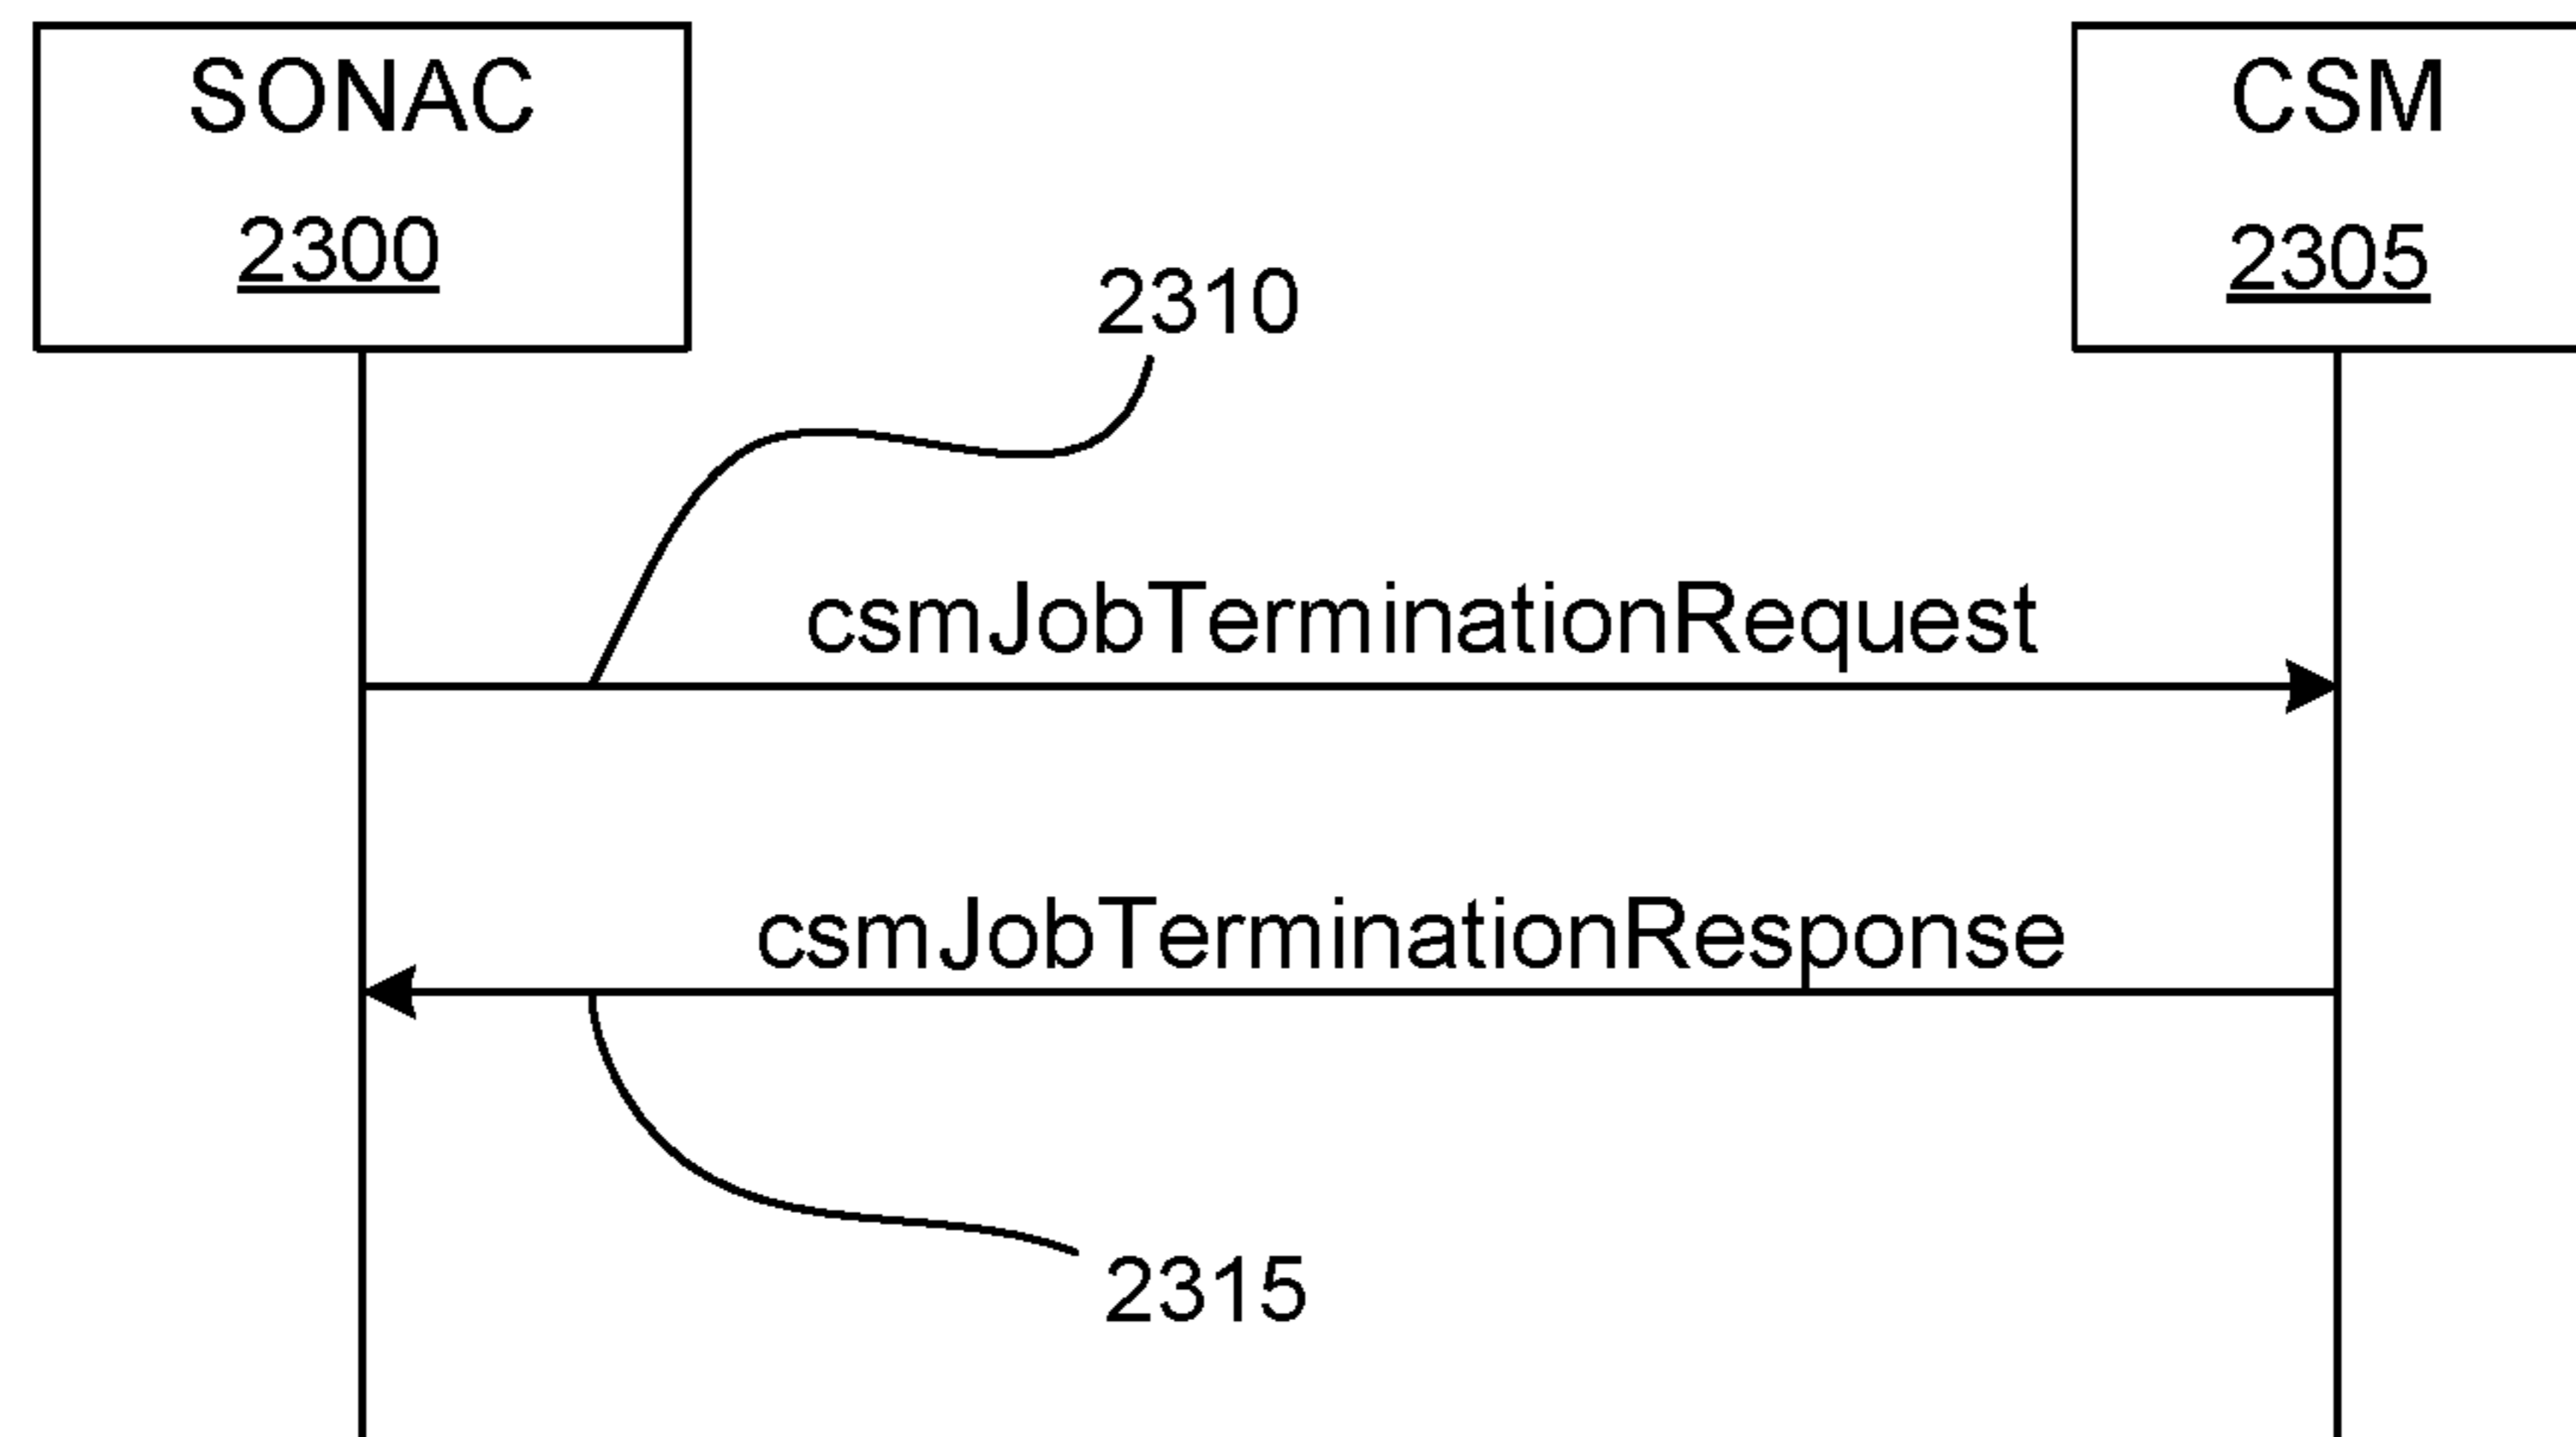 SONAC
2300
CSM
2305
2310
csmJobTerminationRequest
csmJobTerminationResponse
2315